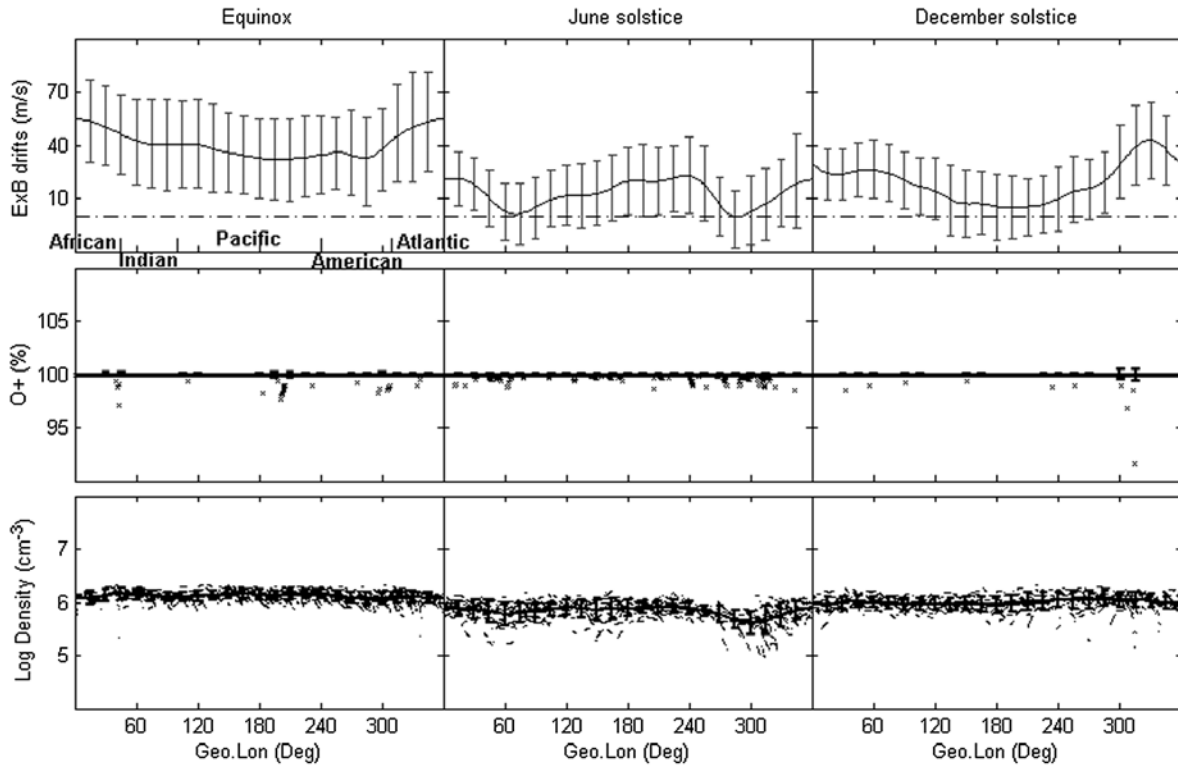 Equinox June solstice December solstice
ExB drifts (m/s)
70
40
10
African Pacific Atlantic
Indian American
O+ (%)
105
100
95
Log Density (cm-3)
7
6
5
60 120 180 240 300 60 120 180 240 300 60 120 180 240 300
Geo.Lon (Deg) Geo.Lon (Deg) Geo.Lon (Deg)